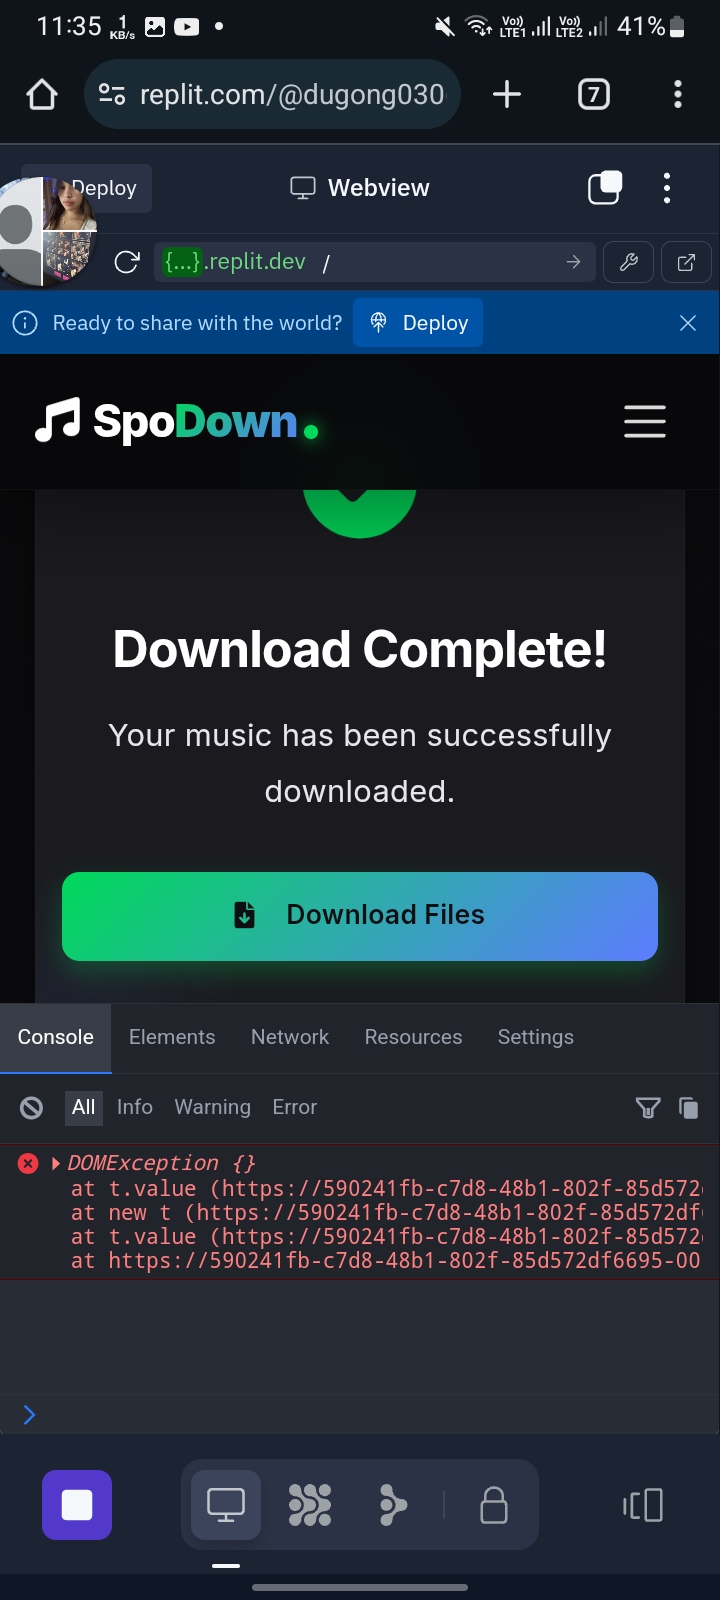 11:35 1 KB/s Vo)) LTE1 Vo)) LTE2 41%
replit.com/@dugong030 7
Deploy Webview
{...}.replit.dev /
Ready to share with the world? Deploy
SpoDown.
Download Complete!
Your music has been successfully
downloaded.
Download Files
Console Elements Network Resources Settings
All Info Warning Error
DOMException {}
at t.value (https://590241fb-c7d8-48b1-802f-85d572
at new t (https://590241fb-c7d8-48b1-802f-85d572df
at t.value (https://590241fb-c7d8-48b1-802f-85d572
at https://590241fb-c7d8-48b1-802f-85d572df6695-00